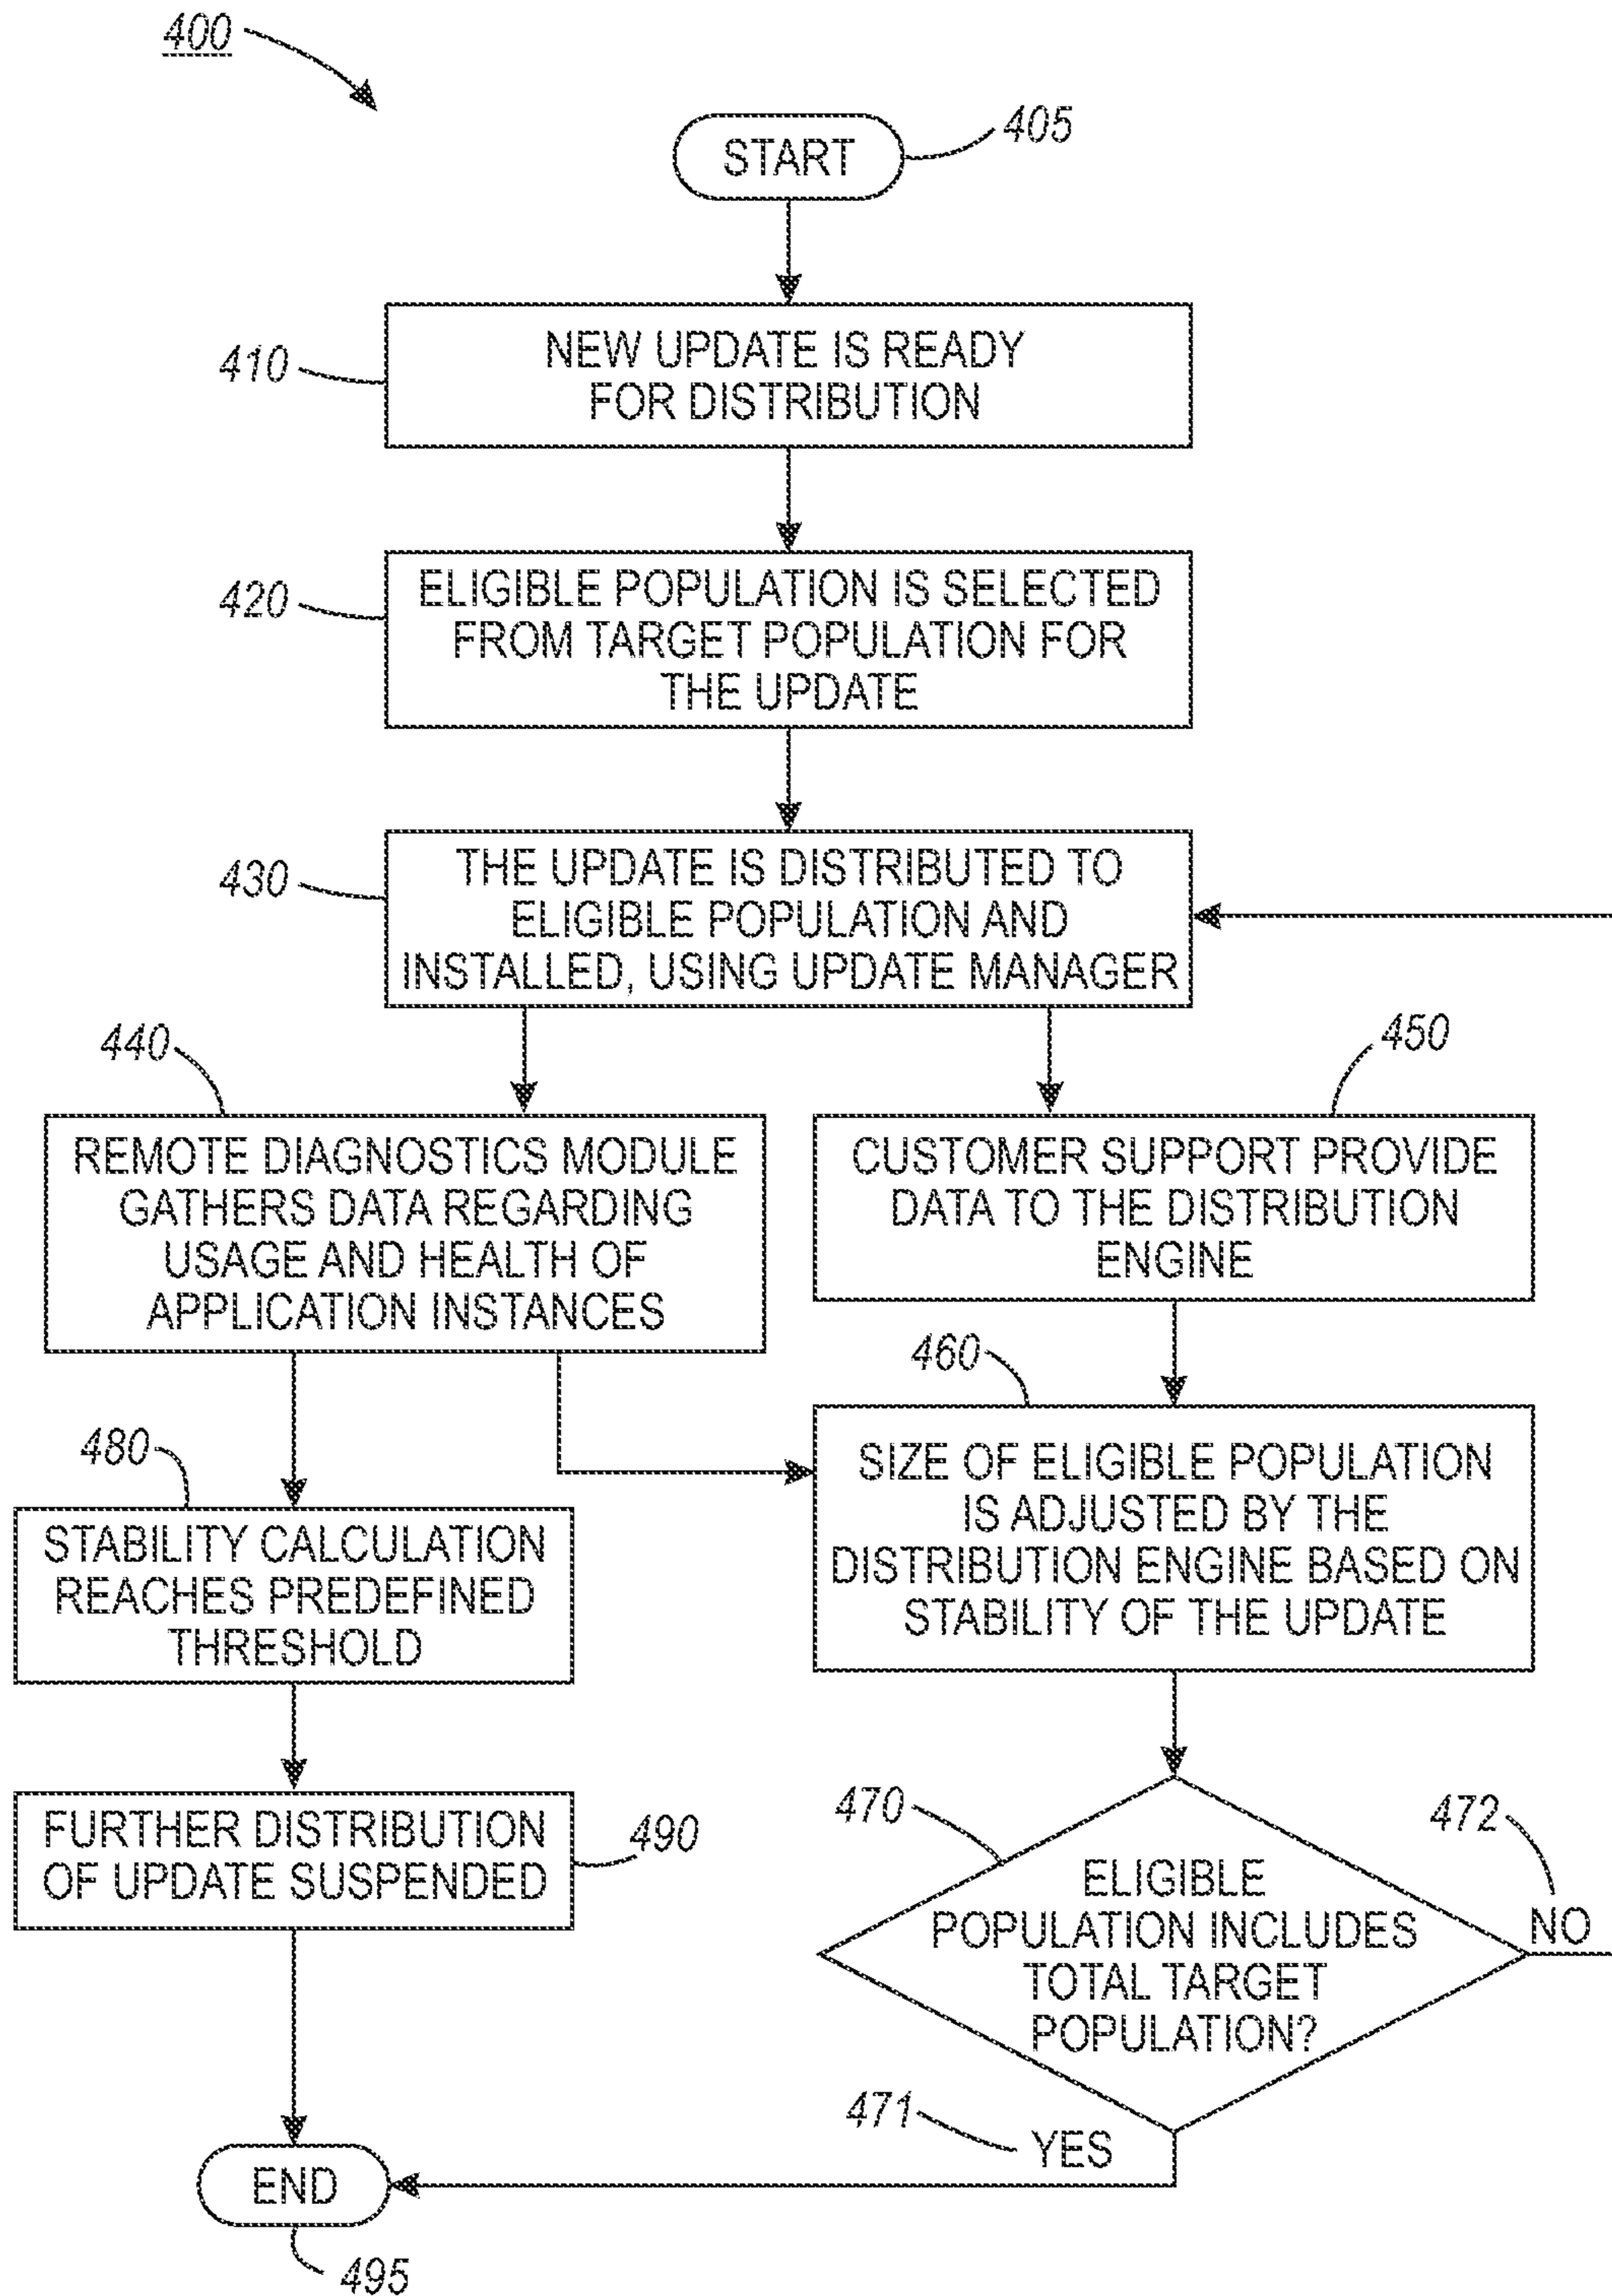 400
START
405
410
NEW UPDATE IS READY
FOR DISTRIBUTION
420
ELIGIBLE POPULATION IS SELECTED
FROM TARGET POPULATION FOR
THE UPDATE
430
THE UPDATE IS DISTRIBUTED TO
ELIGIBLE POPULATION AND
INSTALLED, USING UPDATE MANAGER
440
REMOTE DIAGNOSTICS MODULE
GATHERS DATA REGARDING
USAGE AND HEALTH OF
APPLICATION INSTANCES
450
CUSTOMER SUPPORT PROVIDE
DATA TO THE DISTRIBUTION
ENGINE
460
SIZE OF ELIGIBLE POPULATION
IS ADJUSTED BY THE
DISTRIBUTION ENGINE BASED ON
STABILITY OF THE UPDATE
480
STABILITY CALCULATION
REACHES PREDEFINED
THRESHOLD
FURTHER DISTRIBUTION
OF UPDATE SUSPENDED
490
470
ELIGIBLE
POPULATION INCLUDES
TOTAL TARGET
POPULATION?
472
NO
471
YES
END
495